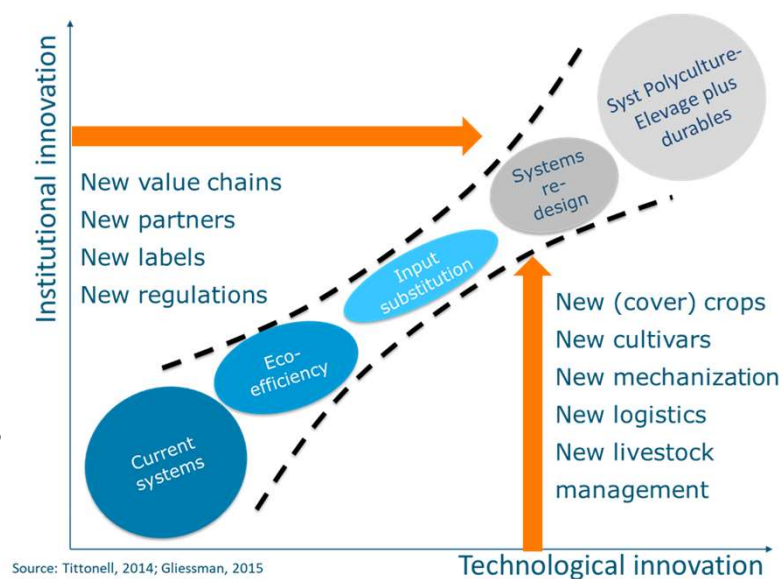 Institutional innovation
New value chains
New partners
New labels
New regulations
Syst Polyculture-
Elevage plus
durables
Systems
re-
design
Input
substitution
Eco-
efficiency
Current
systems
New (cover) crops
New cultivars
New mechanization
New logistics
New livestock
management
Source: Tittonell, 2014; Gliessman, 2015
Technological innovation